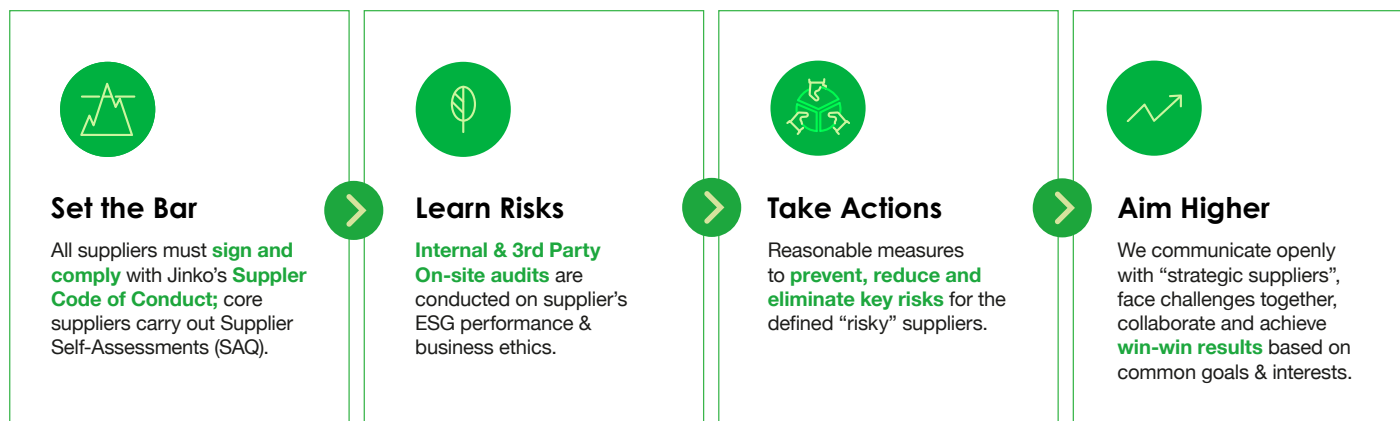 Set the Bar
All suppliers must sign and
comply with Jinko's Suppler
Code of Conduct; core
suppliers carry out Supplier
Self-Assessments (SAQ).
Learn Risks
Internal & 3rd Party
On-site audits are
conducted on supplier's
ESG performance &
business ethics.
Take Actions
Reasonable measures
to prevent, reduce and
eliminate key risks for the
defined “risky” suppliers.
Aim Higher
We communicate openly
with “strategic suppliers”,
face challenges together,
collaborate and achieve
win-win results based on
common goals & interests.